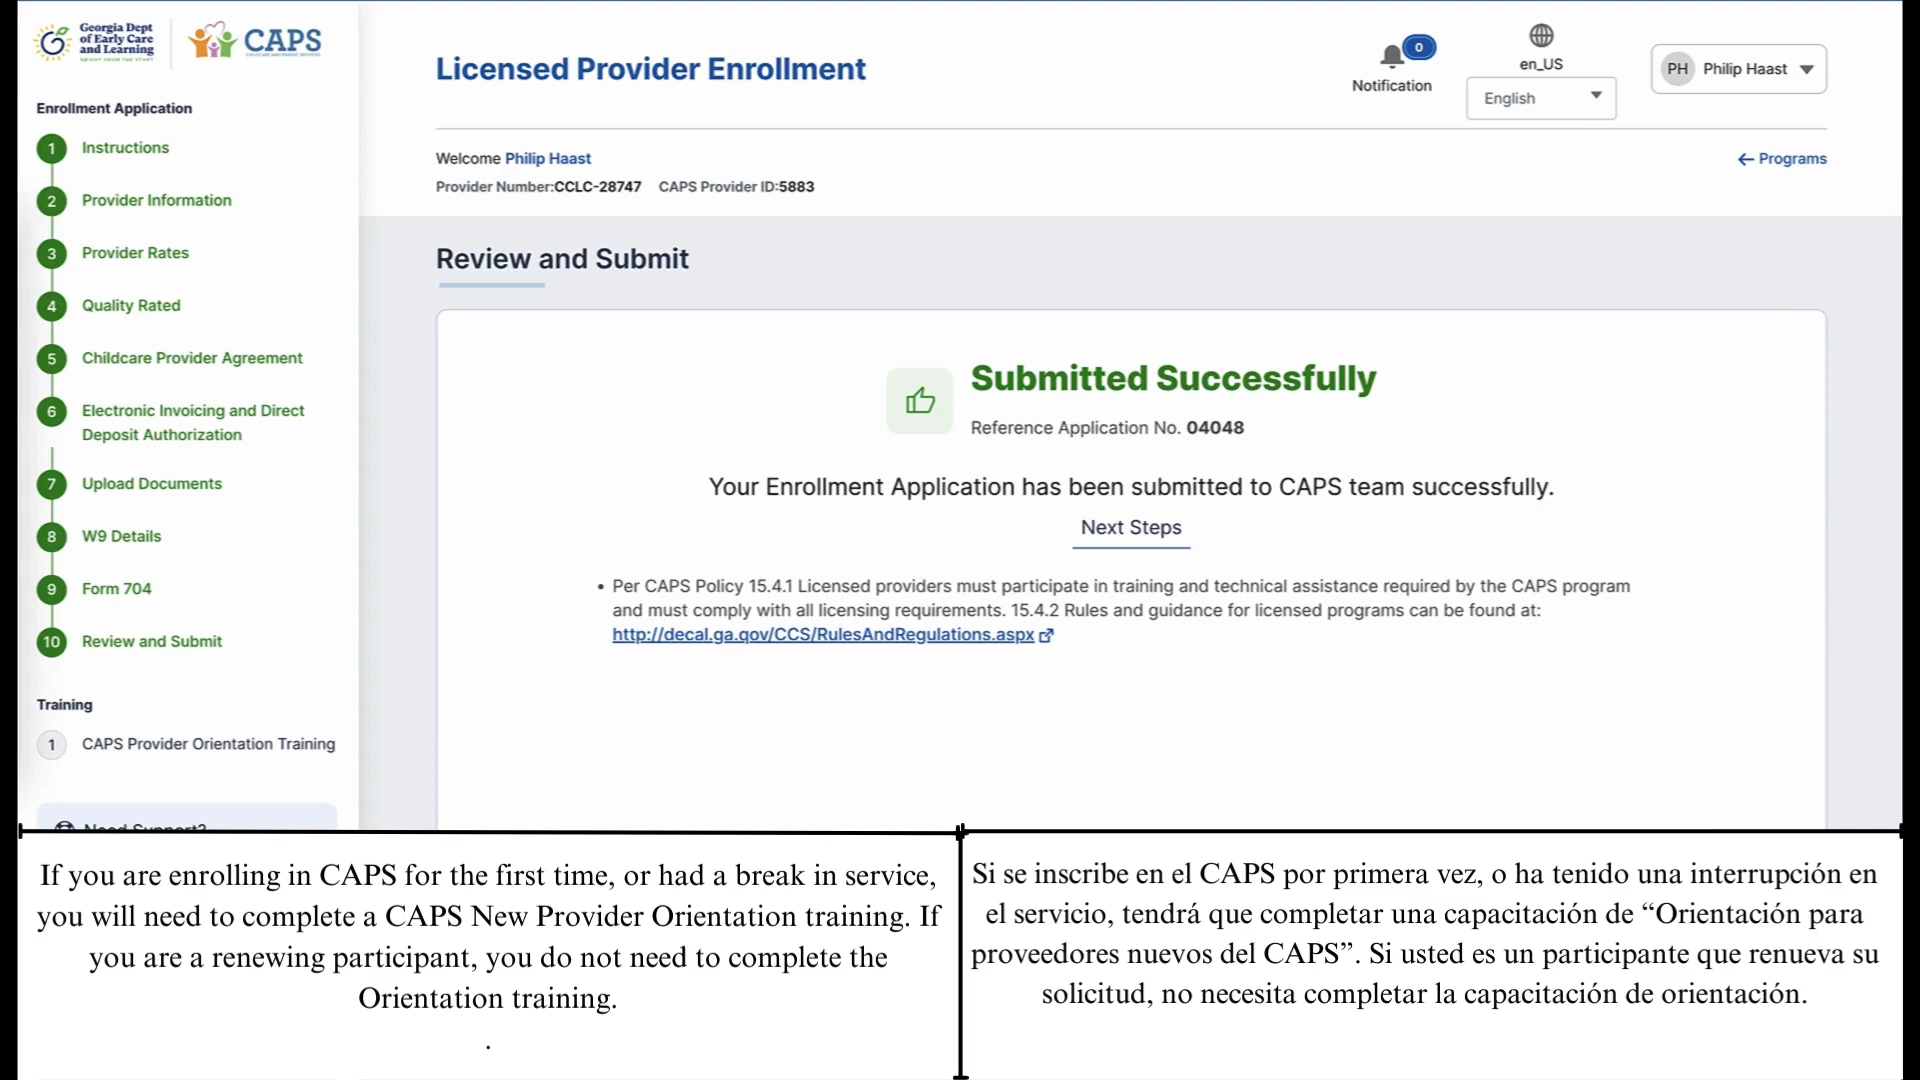 Georgia Dept
of Early Care
and Learning
BRIGHT FROM THE START
CAPS
Enrollment Application
1 Instructions
2 Provider Information
3 Provider Rates
4 Quality Rated
5 Childcare Provider Agreement
6 Electronic Invoicing and Direct
Deposit Authorization
7 Upload Documents
8 W9 Details
9 Form 704
10 Review and Submit
Training
1 CAPS Provider Orientation Training
Need Support?
Licensed Provider Enrollment
0
Notification
en_US
English
PH Philip Haast
Welcome Philip Haast
Programs
Provider Number:CCLC-28747 CAPS Provider ID:5883
Review and Submit
Submitted Successfully
Reference Application No. 04048
Your Enrollment Application has been submitted to CAPS team successfully.
Next Steps
• Per CAPS Policy 15.4.1 Licensed providers must participate in training and technical assistance required by the CAPS program
and must comply with all licensing requirements. 15.4.2 Rules and guidance for licensed programs can be found at:
http://decal.ga.gov/CCS/RulesAndRegulations.aspx
If you are enrolling in CAPS for the first time, or had a break in service,
you will need to complete a CAPS New Provider Orientation training. If
you are a renewing participant, you do not need to complete the
Orientation training.
.
Si se inscribe en el CAPS por primera vez, o ha tenido una interrupción en
el servicio, tendrá que completar una capacitación de “Orientación para
proveedores nuevos del CAPS”. Si usted es un participante que renueva su
solicitud, no necesita completar la capacitación de orientación.